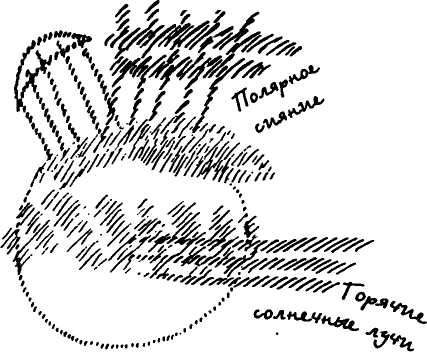 Полярное
сияние
Горячие
солнечные лучи